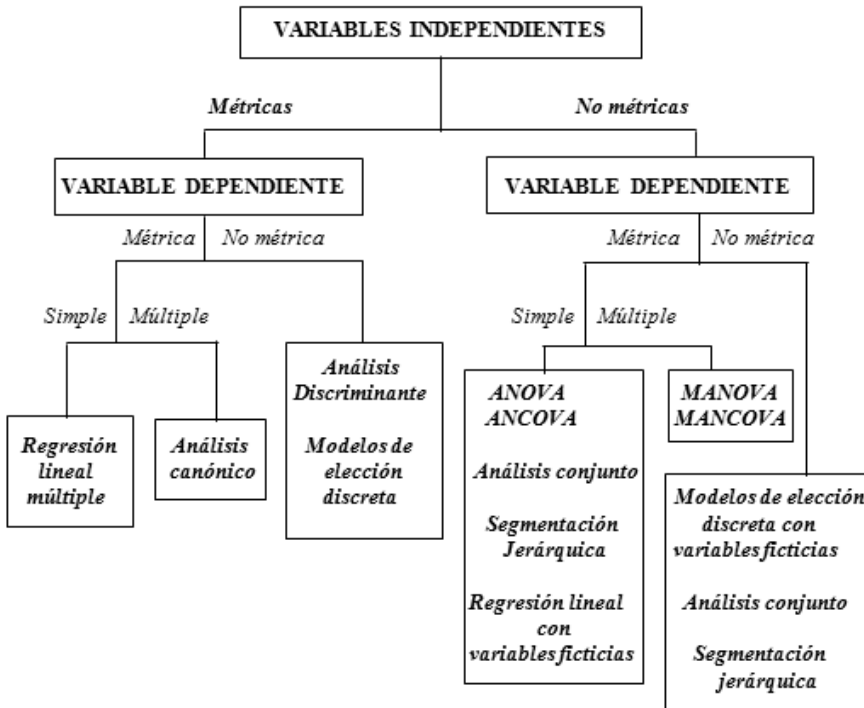 VARIABLES INDEPENDIENTES
Métricas
No métricas
VARIABLE DEPENDIENTE
VARIABLE DEPENDIENTE
Métrica
No métrica
Métrica
No métrica
Simple
Múltiple
Simple
Múltiple
Regresión
lineal
múltiple
Análisis
canónico
Análisis
Discriminante
Modelos de
elección
discreta
ANOVA
ANCOVA
Análisis conjunto
Segmentación
Jerárquica
Regresión lineal
con
variables ficticias
MANOVA
MANCOVA
Modelos de elección
discreta con
variables ficticias
Análisis conjunto
Segmentación
jerárquica